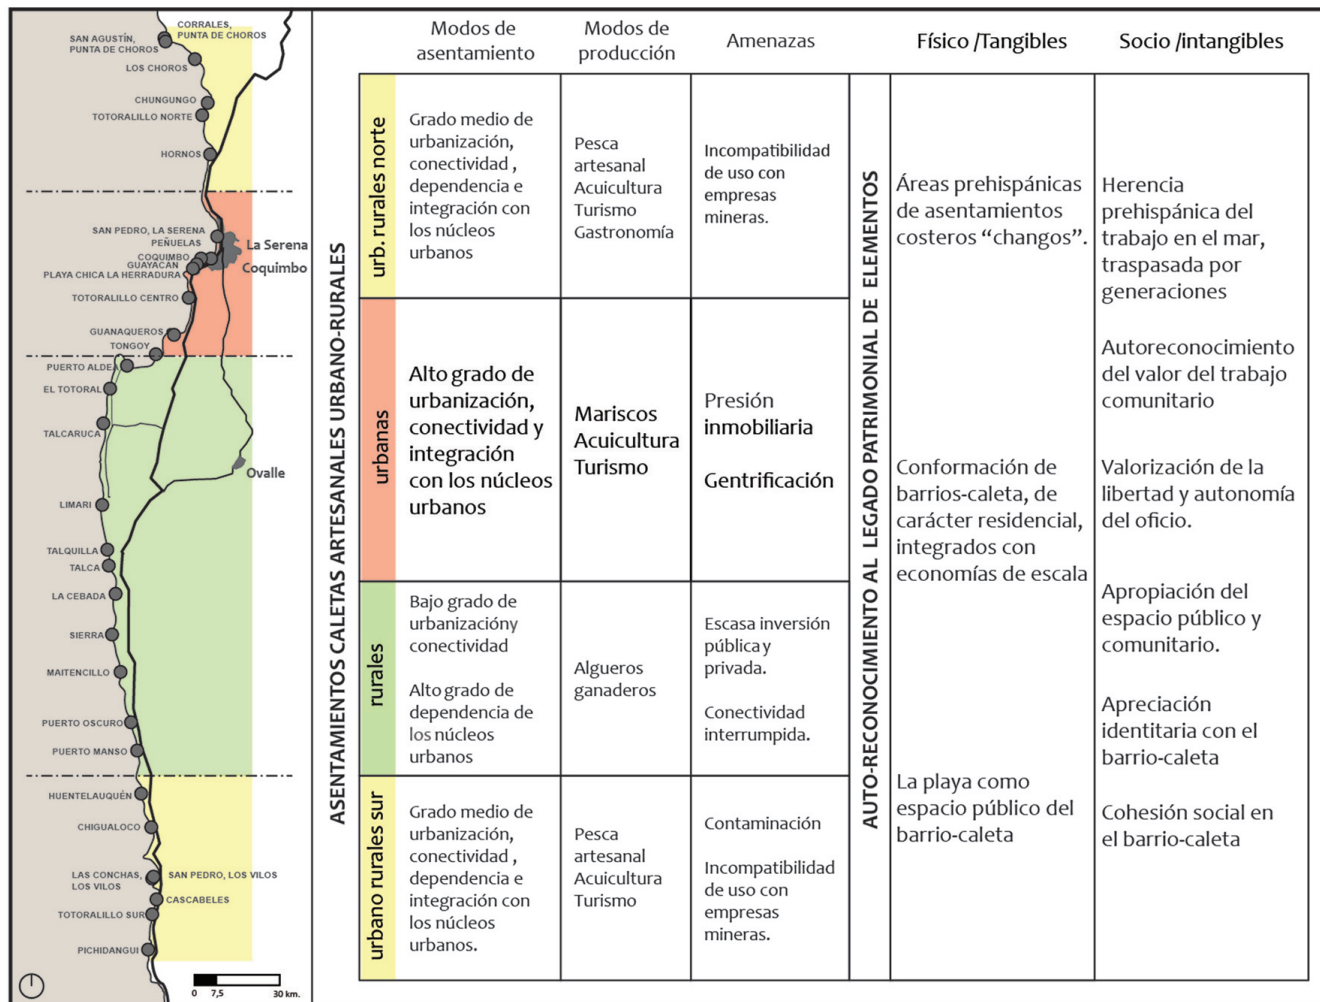 CORRALES,
PUNTA DE CHOROS
SAN AGUSTÍN,
PUNTA DE CHOROS
LOS CHOROS
CHUNGUNGO
TOTORALILLO NORTE
HORNOS
SAN PEDRO, LA SERENA
PEÑUELAS
COQUIMBO
GUAYACÁN
PLAYA CHICA LA HERRADURA
La Serena
Coquimbo
TOTORALILLO CENTRO
GUANAQUEROS
TONGOY
PUERTO ALDEA
EL TOTORAL
TALCARUCA
Ovalle
LIMARI
TALQUILLA
TALCA
LA CEBADA
SIERRA
MAITENCILLO
PUERTO OSCURO
PUERTO MANSO
HUENTELAUQUÉN
CHIGUALOCO
LAS CONCHAS,
LOS VILOS
SAN PEDRO, LOS VILOS
CASCABELES
TOTORALILLO SUR
PICHIDANGUI
0 7,5 30 km.
ASENTAMIENTOS CALETAS ARTESANALES URBANO-RURALES
Modos de
asentamiento
Modos de
producción
Amenazas
Físico /Tangibles
Socio /intangibles
urb. rurales norte
Grado medio de
urbanización,
conectividad ,
dependencia e
integración con
los núcleos
urbanos
Pesca
artesanal
Acuicultura
Turismo
Gastronomía
Incompatibilidad
de uso con
empresas
mineras.
urbanas
Alto grado de
urbanización,
conectividad y
integración
con los núcleos
urbanos
Mariscos
Acuicultura
Turismo
Presión
inmobiliaria
Gentrificación
rurales
Bajo grado de
urbanizacióny
conectividad
Alto grado de
dependencia de
los núcleos
urbanos
Algueros
ganaderos
Escasa inversión
pública y
privada.
Conectividad
interrumpida.
urbano rurales sur
Grado medio de
urbanización,
conectividad ,
dependencia e
integración con
los núcleos
urbanos.
Pesca
artesanal
Acuicultura
Turismo
Contaminación
Incompatibilidad
de uso con
empresas
mineras.
AUTO-RECONOCIMIENTO AL LEGADO PATRIMONIAL DE ELEMENTOS
Áreas prehispánicas
de asentamientos
costeros “changos”.
Conformación de
barrios-caleta, de
carácter residencial,
integrados con
economías de escala
La playa como
espacio público del
barrio-caleta
Herencia
prehispánica del
trabajo en el mar,
traspasada por
generaciones
Autoreconocimiento
del valor del trabajo
comunitario
Valorización de la
libertad y autonomía
del oficio.
Apropiación del
espacio público y
comunitario.
Apreciación
identitaria con el
barrio-caleta
Cohesión social en
el barrio-caleta